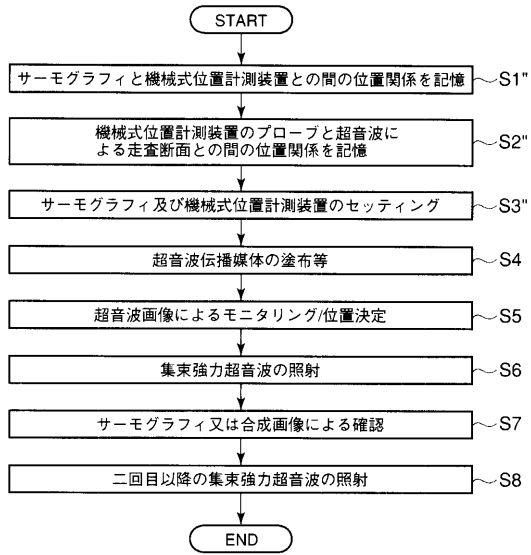 START
サーモグラフィと機械式位置計測装置との間の位置関係を記憶 S1"
機械式位置計測装置のプローブと超音波に
よる走査断面との間の位置関係を記憶 S2"
サーモグラフィ及び機械式位置計測装置のセッティング S3"
超音波伝播媒体の塗布等 S4
超音波画像によるモニタリング/位置決定 S5
集束強力超音波の照射 S6
サーモグラフィ又は合成画像による確認 S7
二回目以降の集束強力超音波の照射 S8
END